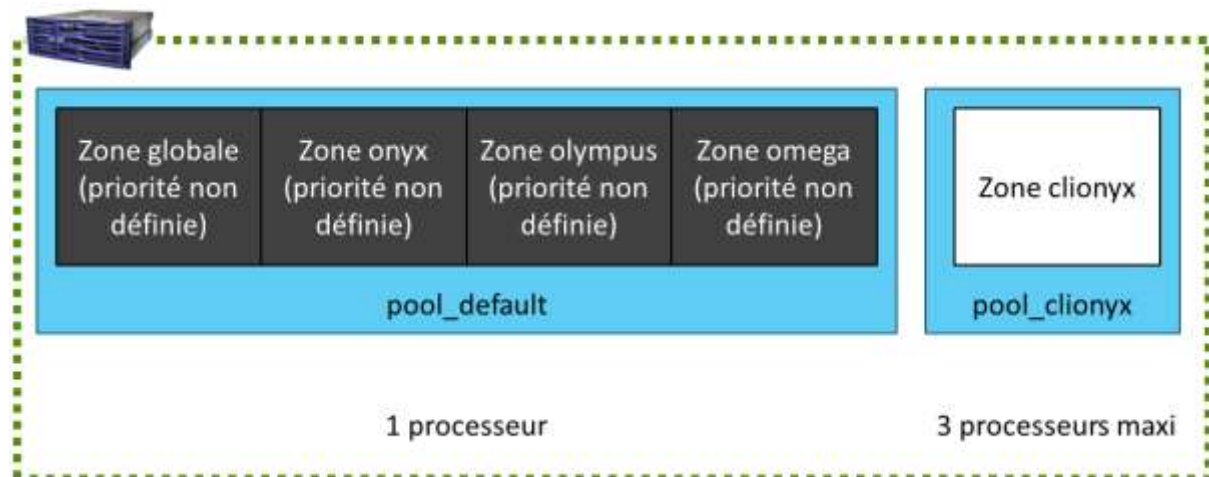 Zone globale
(priorité non
définie)
Zone onyx
(priorité non
définie)
Zone olympus
(priorité non
définie)
Zone omega
(priorité non
définie)
pool_default
Zone clionyx
pool_clionyx
1 processeur
3 processeurs maxi